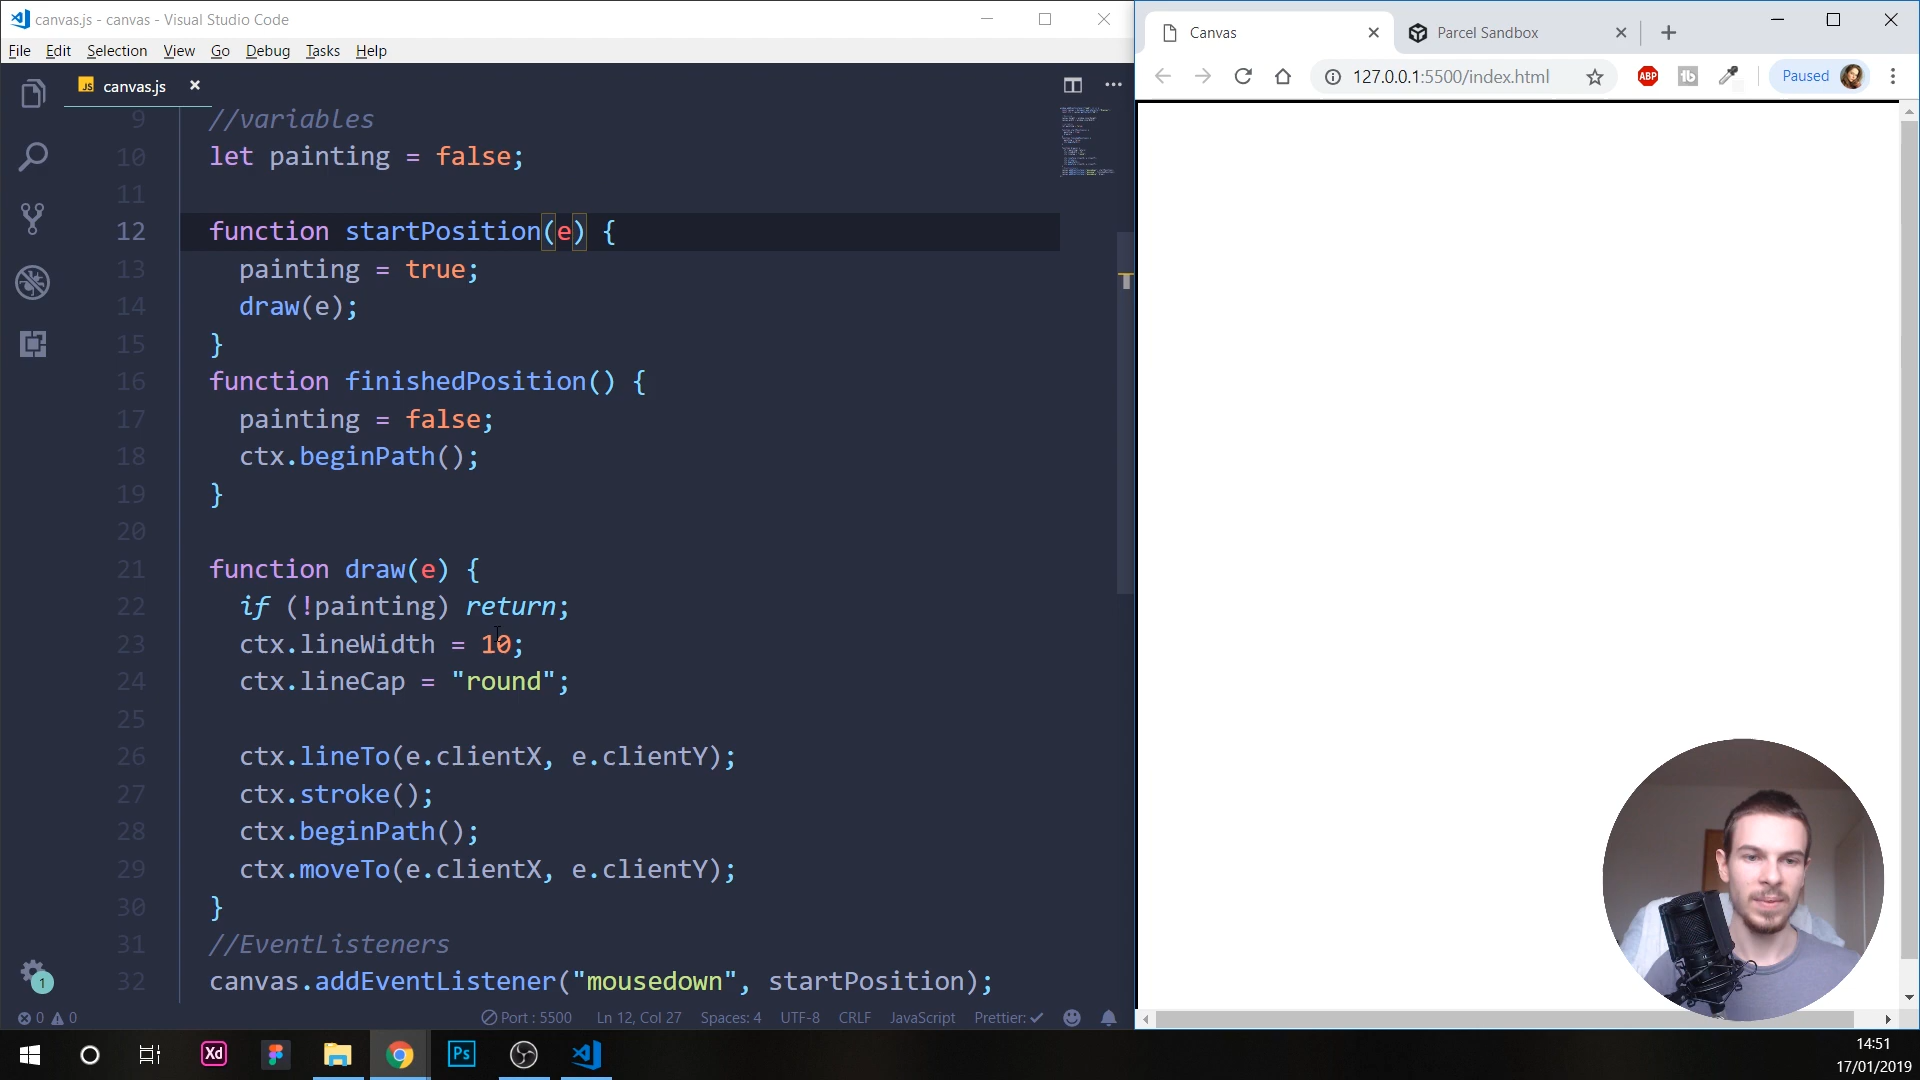 canvas.js - canvas - Visual Studio Code
File Edit Selection View Go Debug Tasks Help
canvas.js
9 //variables
10 let painting = false;
11
12 function startPosition(e) {
13 painting = true;
14 draw(e);
15 }
16 function finishedPosition() {
17 painting = false;
18 ctx.beginPath();
19 }
20
21 function draw(e) {
22 if (!painting) return;
23 ctx.lineWidth = 10;
24 ctx.lineCap = "round";
25
26 ctx.lineTo(e.clientX, e.clientY);
27 ctx.stroke();
28 ctx.beginPath();
29 ctx.moveTo(e.clientX, e.clientY);
30 }
31 //EventListeners
32 canvas.addEventListener("mousedown", startPosition);
1
0 0 Port : 5500 Ln 12, Col 27 Spaces: 4 UTF-8 CRLF JavaScript Prettier: ✓
Canvas
Parcel Sandbox
127.0.0.1:5500/index.html
ABP
tb
Paused
Xd
Ps
14:51
17/01/2019